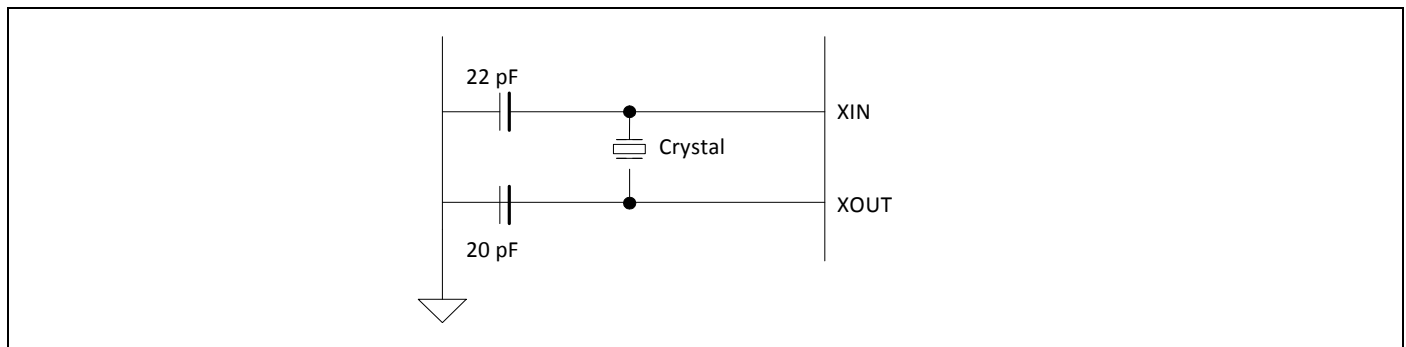 22 pF
XIN
Crystal
XOUT
20 pF